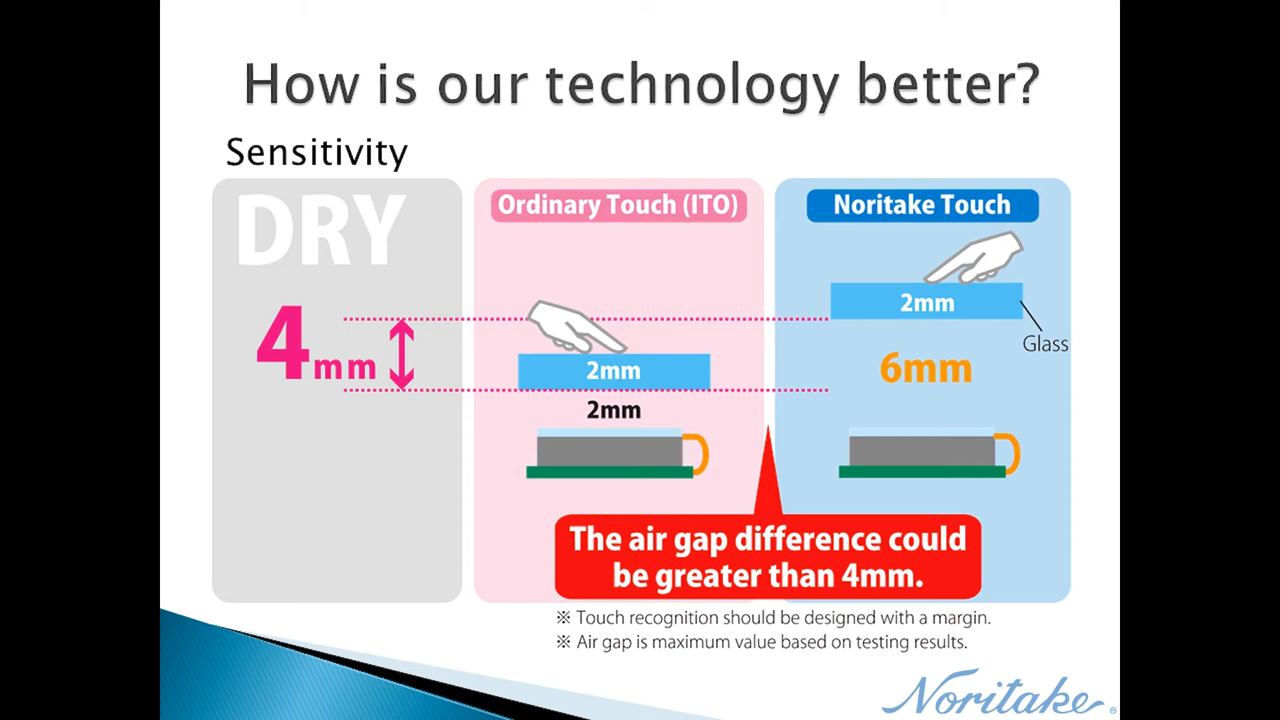 How is our technology better?
Sensitivity
DRY
4mm
Ordinary Touch (ITO)
2mm
2mm
Noritake Touch
2mm
Glass
6mm
The air gap difference could
be greater than 4mm.
※ Touch recognition should be designed with a margin.
※ Air gap is maximum value based on testing results.
Noritake®